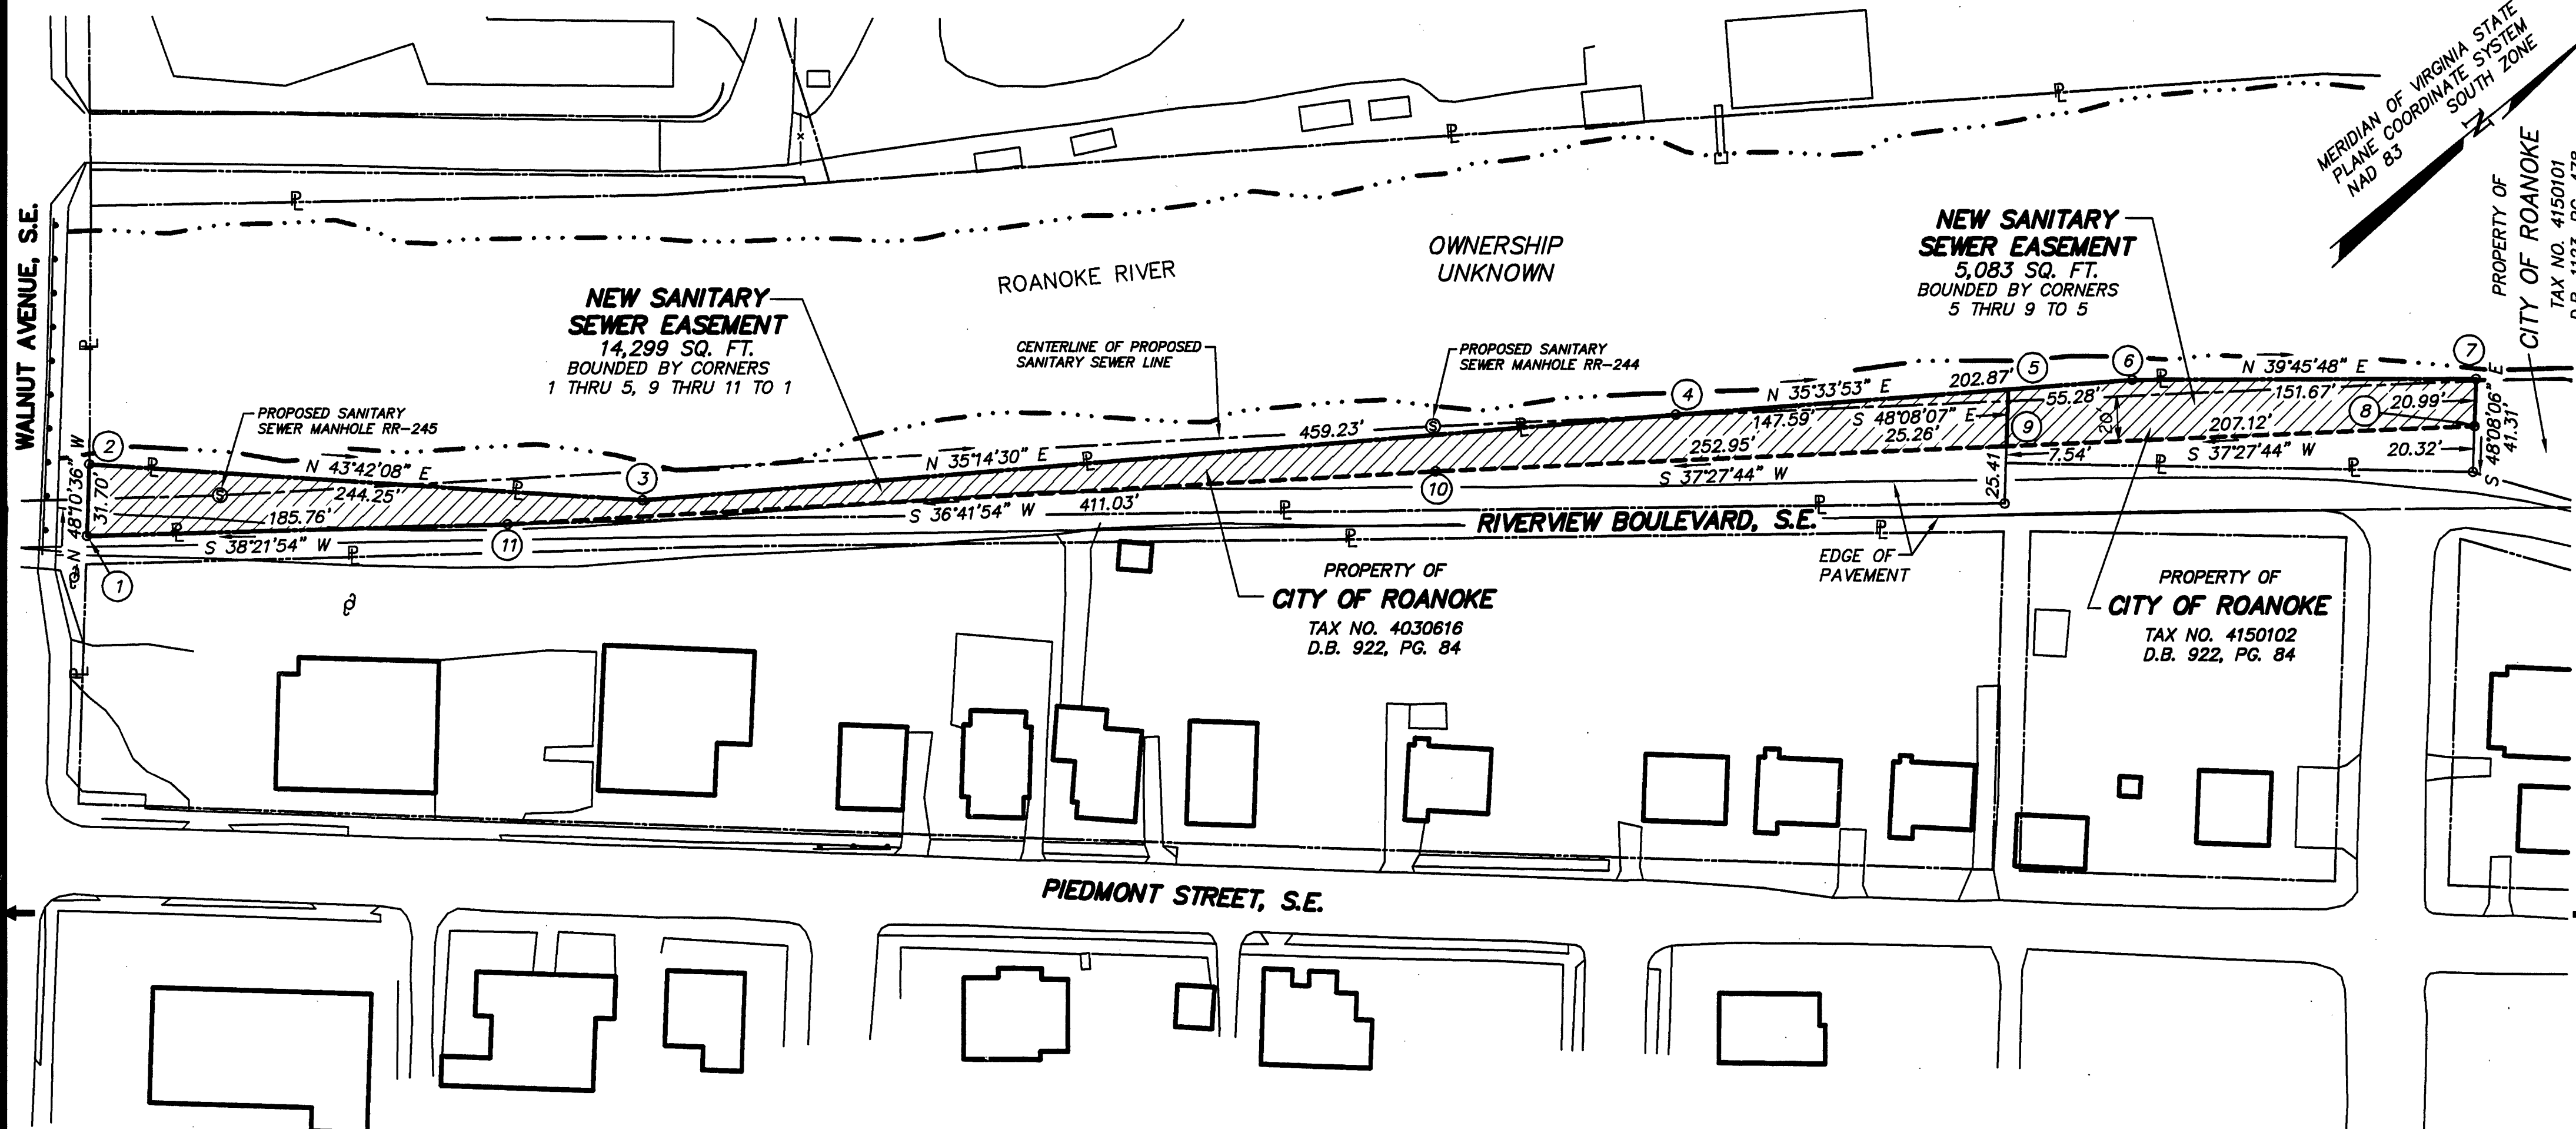 WALNUT AVENUE, S.E.
MERIDIAN OF VIRGINIA STATE
PLANE COORDINATE SYSTEM
NAD 83 SOUTH ZONE
N
PROPERTY OF
CITY OF ROANOKE
TAX NO. 4150101
NEW SANITARY
SEWER EASEMENT
14,299 SQ. FT.
BOUNDED BY CORNERS
1 THRU 5, 9 THRU 11 TO 1
ROANOKE RIVER
OWNERSHIP
UNKNOWN
NEW SANITARY
SEWER EASEMENT
5,083 SQ. FT.
BOUNDED BY CORNERS
5 THRU 9 TO 5
CENTERLINE OF PROPOSED
SANITARY SEWER LINE
PROPOSED SANITARY
SEWER MANHOLE RR-244
PROPOSED SANITARY
SEWER MANHOLE RR-245
S
S
1
2
3
4
5
6
7
8
9
10
11
N 48°10'36" W
31.70'
N 43°42'08" E
244.25'
185.76'
S 38°21'54" W
N 35°14'30" E
459.23'
S 36°41'54" W
411.03'
N 35°33'53" E
202.87'
147.59'
S 48°08'07" E
25.26'
252.95'
S 37°27'44" W
25.41'
55.28'
20'
N 39°45'48" E
151.67'
20.99'
207.12'
7.54'
S 37°27'44" W
20.32'
S 48°08'06" E
41.31'
RIVERVIEW BOULEVARD, S.E.
EDGE OF
PAVEMENT
PROPERTY OF
CITY OF ROANOKE
TAX NO. 4030616
D.B. 922, PG. 84
PROPERTY OF
CITY OF ROANOKE
TAX NO. 4150102
D.B. 922, PG. 84
PIEDMONT STREET, S.E.